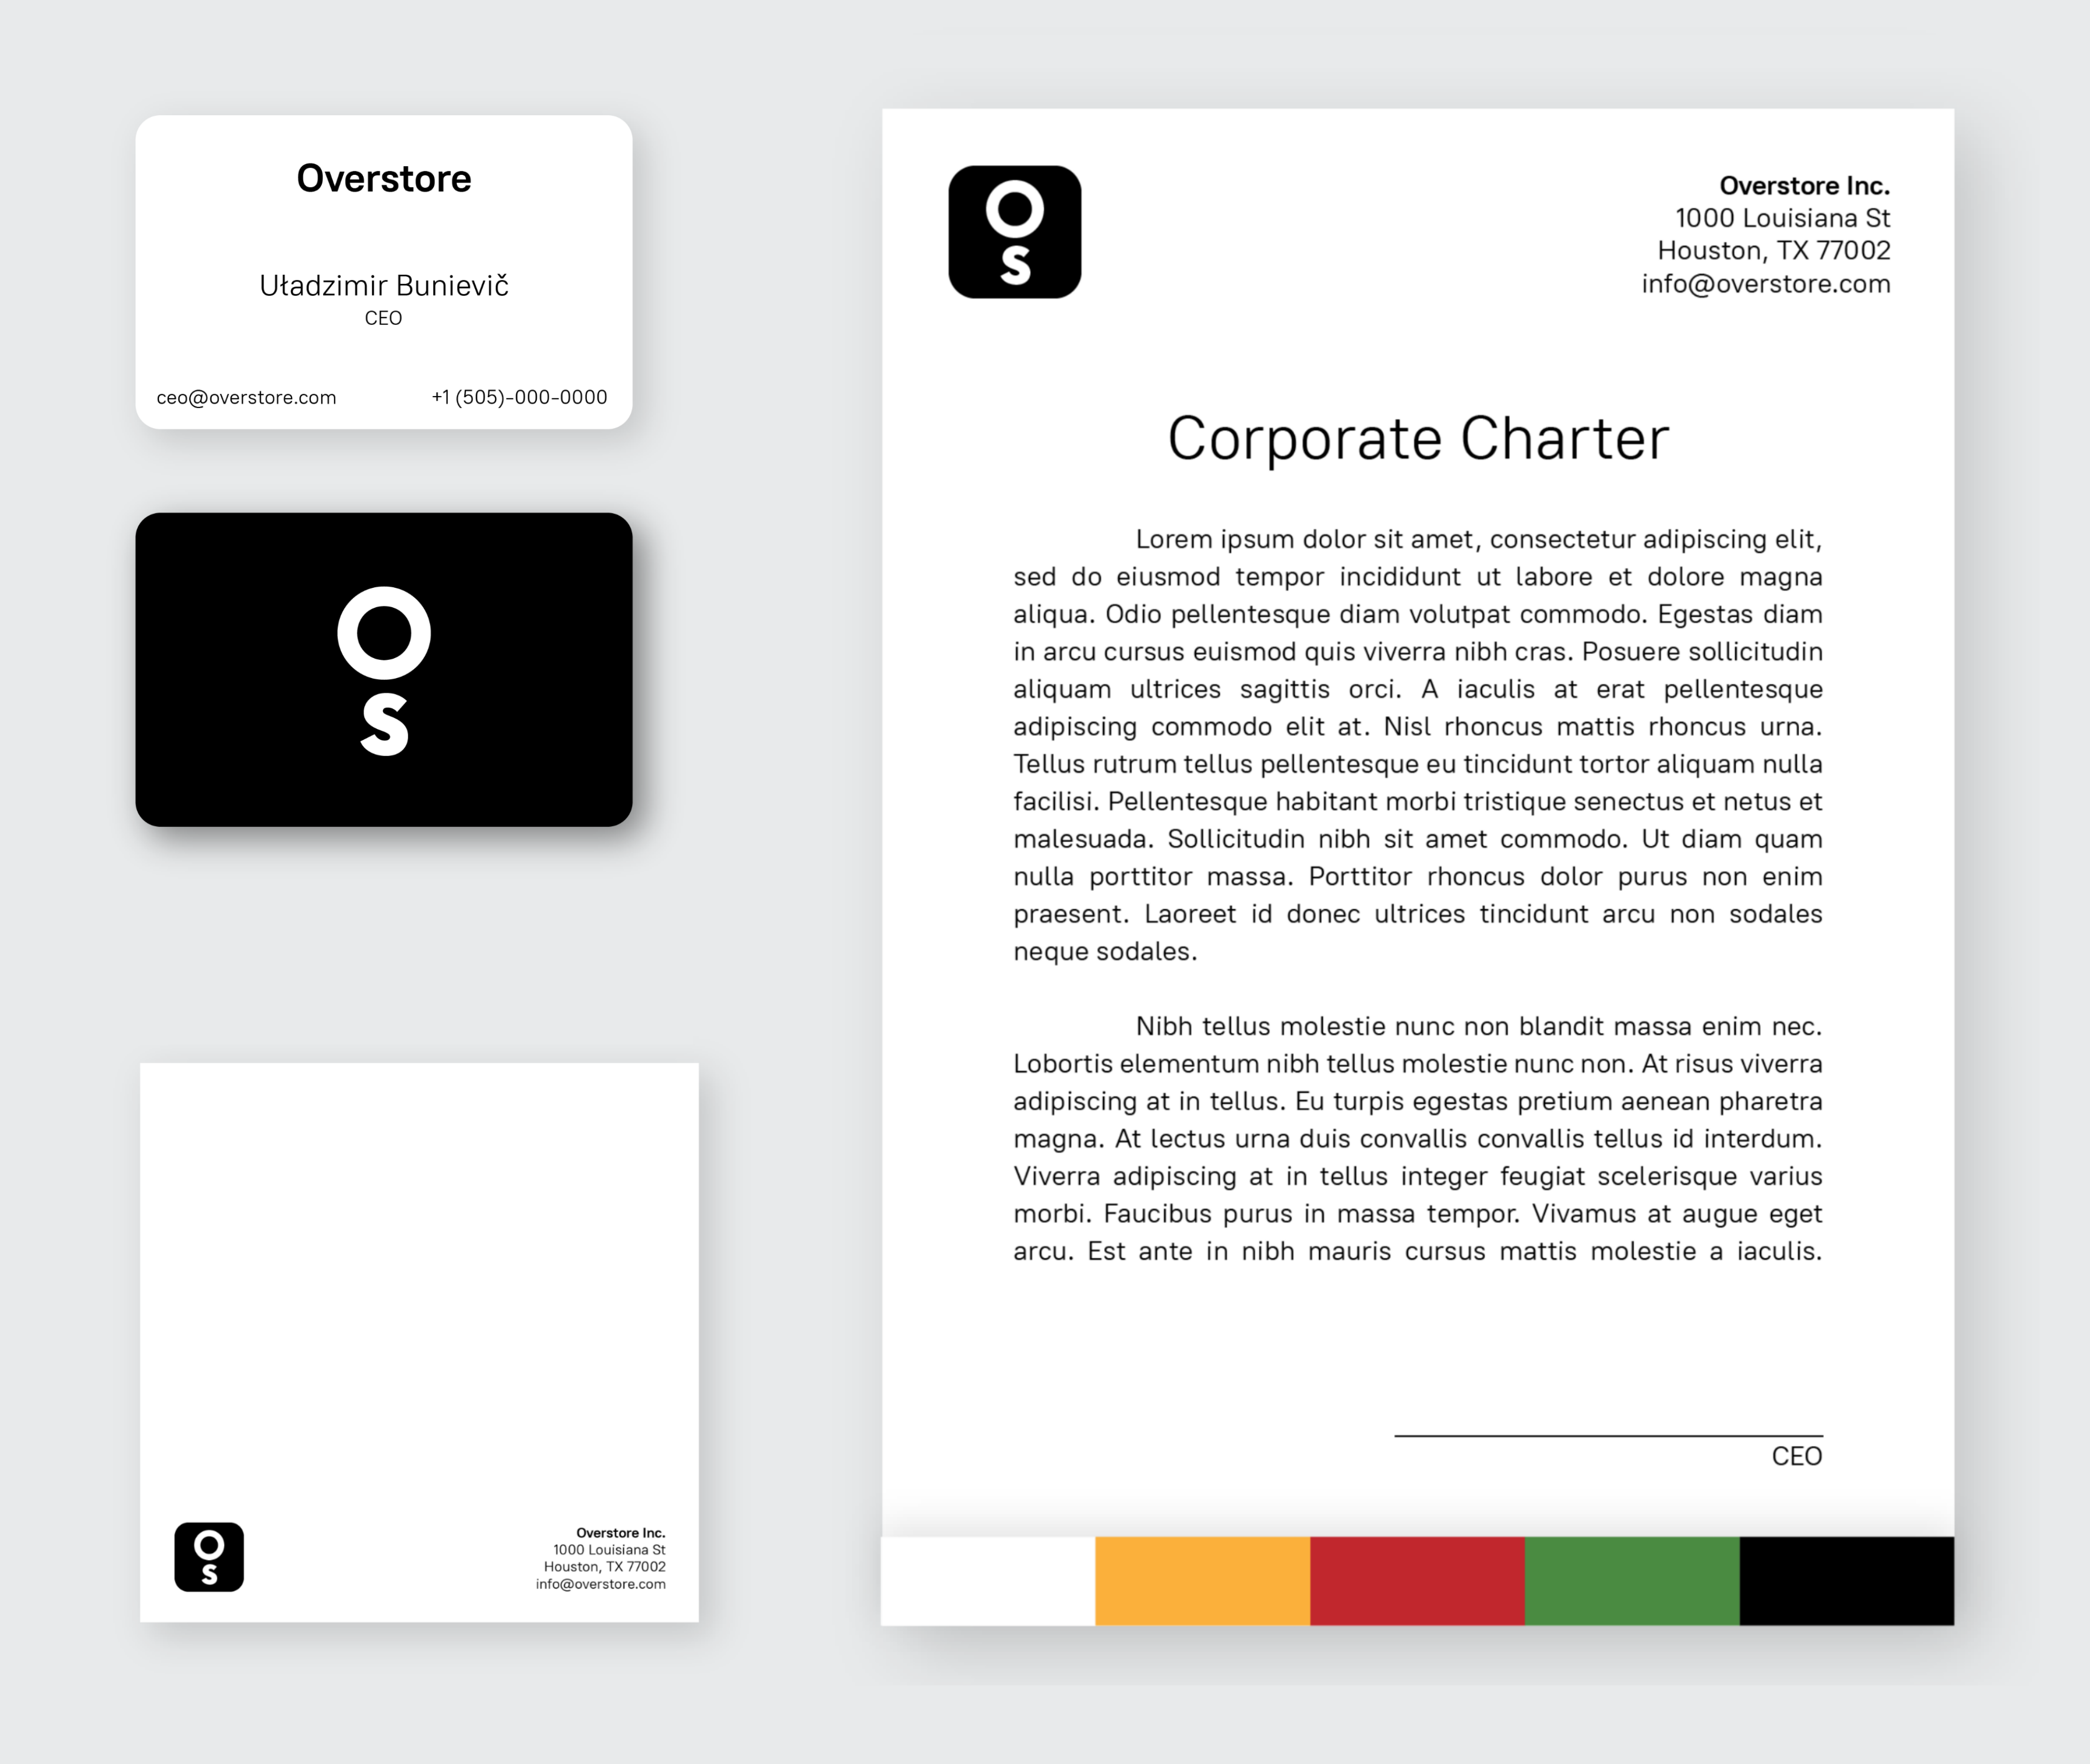 Overstore
Uładzimir Bunievič
CEO
ceo@overstore.com
+1 (505)-000-0000
O
s
O
s
Overstore Inc.
1000 Louisiana St
Houston, TX 77002
info@overstore.com
O
s
Overstore Inc.
1000 Louisiana St
Houston, TX 77002
info@overstore.com
Corporate Charter
Lorem ipsum dolor sit amet, consectetur adipiscing elit,
sed do eiusmod tempor incididunt ut labore et dolore magna
aliqua. Odio pellentesque diam volutpat commodo. Egestas diam
in arcu cursus euismod quis viverra nibh cras. Posuere sollicitudin
aliquam ultrices sagittis orci. A iaculis at erat pellentesque
adipiscing commodo elit at. Nisl rhoncus mattis rhoncus urna.
Tellus rutrum tellus pellentesque eu tincidunt tortor aliquam nulla
facilisi. Pellentesque habitant morbi tristique senectus et netus et
malesuada. Sollicitudin nibh sit amet commodo. Ut diam quam
nulla porttitor massa. Porttitor rhoncus dolor purus non enim
praesent. Laoreet id donec ultrices tincidunt arcu non sodales
neque sodales.
Nibh tellus molestie nunc non blandit massa enim nec.
Lobortis elementum nibh tellus molestie nunc non. At risus viverra
adipiscing at in tellus. Eu turpis egestas pretium aenean pharetra
magna. At lectus urna duis convallis convallis tellus id interdum.
Viverra adipiscing at in tellus integer feugiat scelerisque varius
morbi. Faucibus purus in massa tempor. Vivamus at augue eget
arcu. Est ante in nibh mauris cursus mattis molestie a iaculis.
CEO